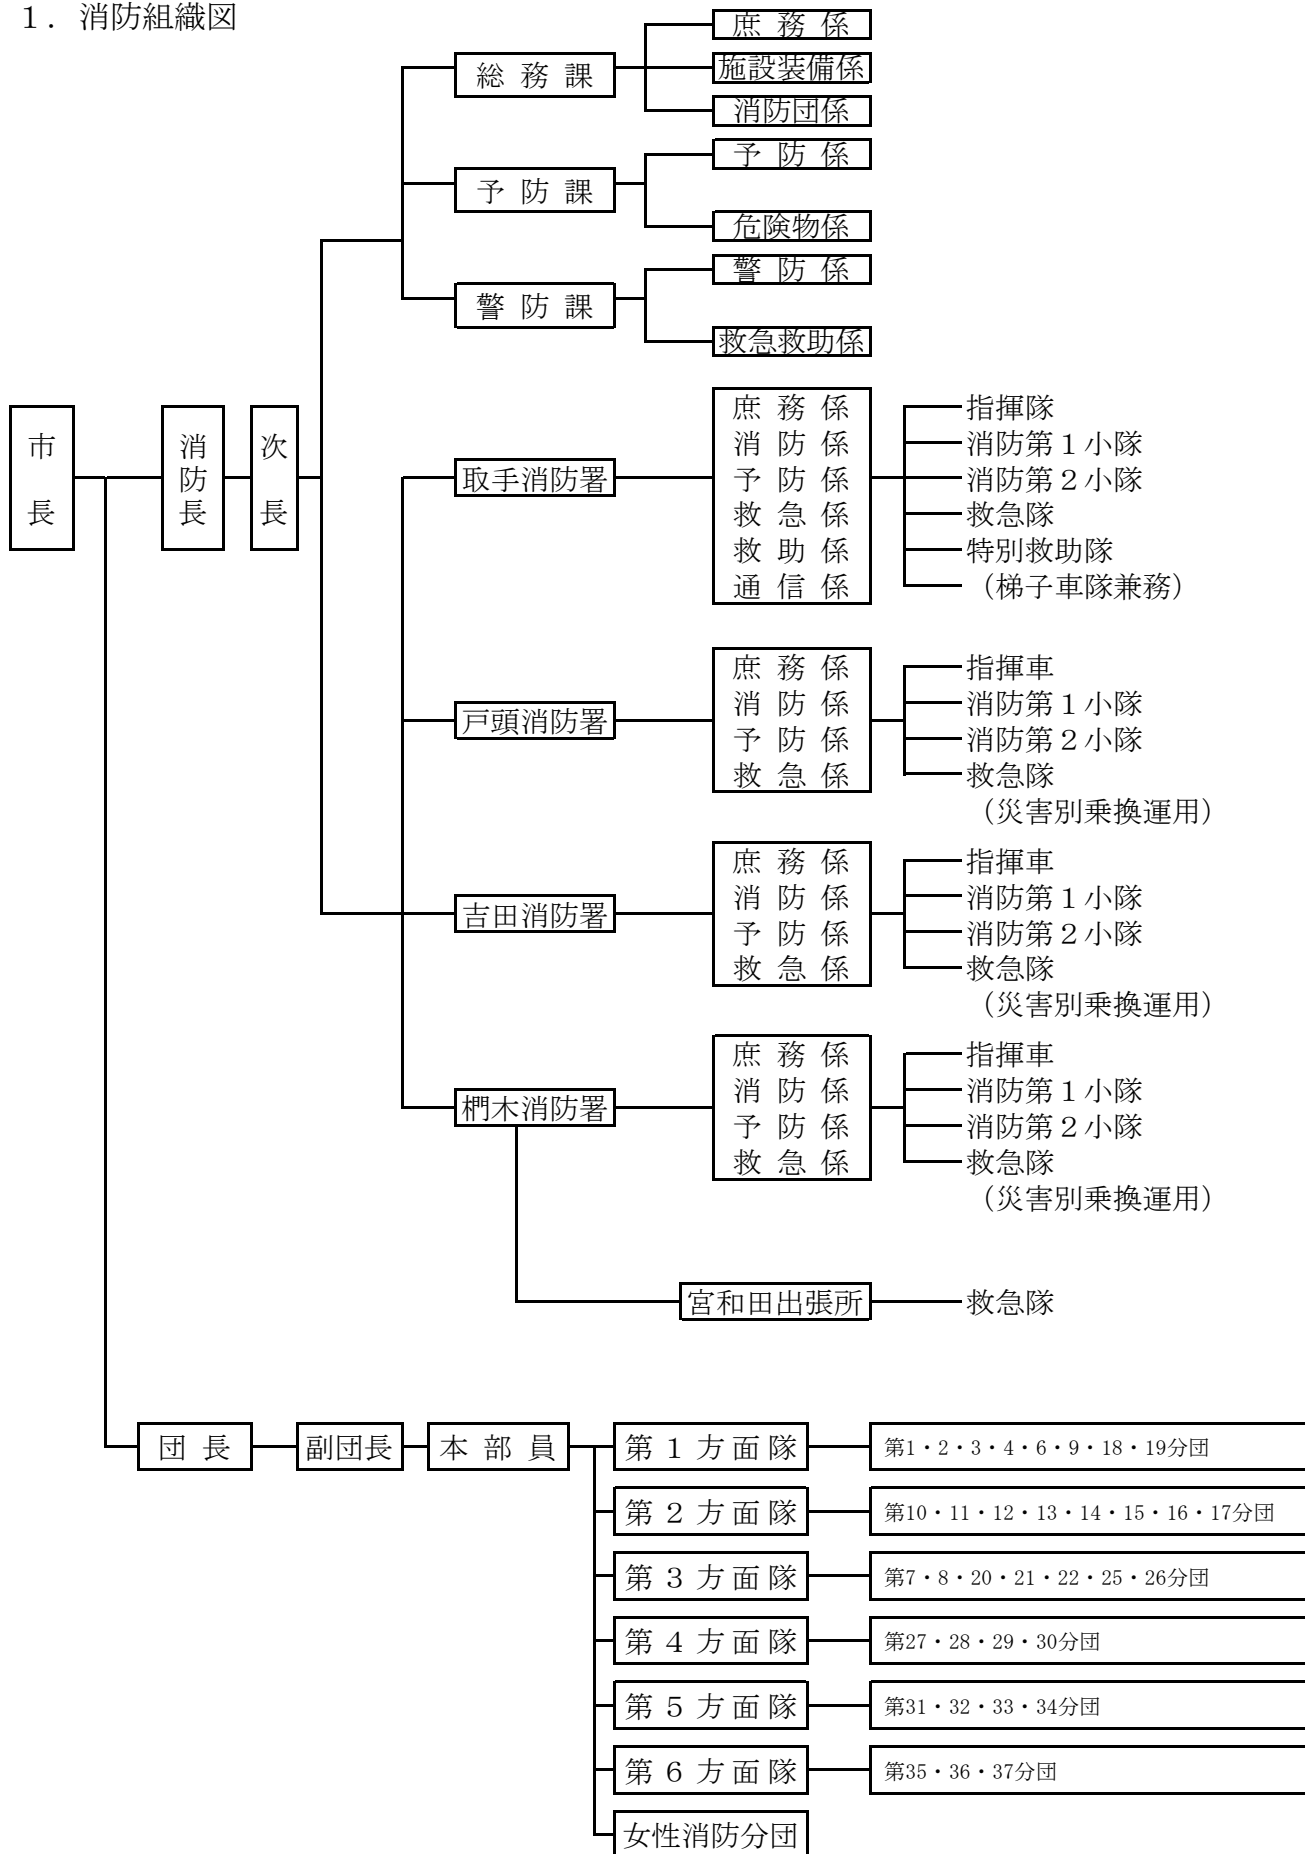 １．消防組織図
庶務係
総務課
施設装備係
消防団係
予防係
予防課
危険物係
警防係
警防課
救急救助係
市長
消防長
次長
取手消防署
庶務係
消防係
予防係
救急係
救助係
通信係
指揮隊
消防第１小隊
消防第２小隊
救急隊
特別救助隊
（梯子車隊兼務）
戸頭消防署
庶務係
消防係
予防係
救急係
指揮車
消防第１小隊
消防第２小隊
救急隊
（災害別乗換運用）
吉田消防署
庶務係
消防係
予防係
救急係
指揮車
消防第１小隊
消防第２小隊
救急隊
（災害別乗換運用）
椚木消防署
庶務係
消防係
予防係
救急係
指揮車
消防第１小隊
消防第２小隊
救急隊
（災害別乗換運用）
宮和田出張所
救急隊
団長
副団長
本部員
第１方面隊
第1・2・3・4・6・9・18・19分団
第２方面隊
第10・11・12・13・14・15・16・17分団
第３方面隊
第7・8・20・21・22・25・26分団
第４方面隊
第27・28・29・30分団
第５方面隊
第31・32・33・34分団
第６方面隊
第35・36・37分団
女性消防分団